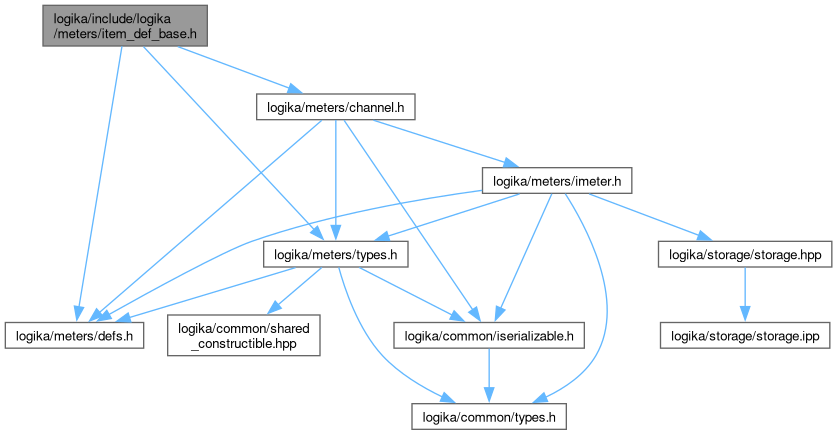 logika/include/logika
/meters/item_def_base.h
logika/meters/channel.h
logika/meters/imeter.h
logika/meters/types.h
logika/storage/storage.hpp
logika/meters/defs.h
logika/common/shared
_constructible.hpp
logika/common/iserializable.h
logika/storage/storage.ipp
logika/common/types.h